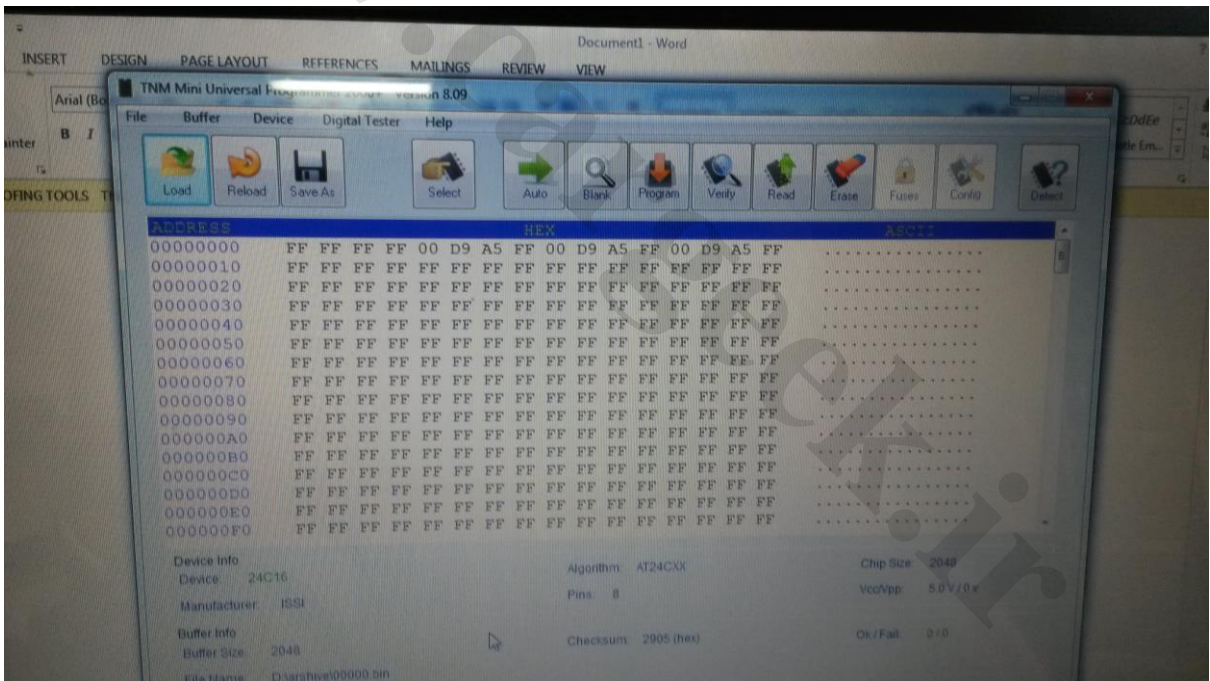 Document1 - Word
INSERT DESIGN PAGE LAYOUT REFERENCES MAILINGS REVIEW VIEW
TNM Mini Universal Version 8.09
Arial (Bo
File Buffer Device Digital Tester Help
B I
Load Reload Save As Select Auto Blank Program Verify Read Erase Fuses Config Detect
OFING TOOLS
ADDRESS HEX ASCII
00000000 FF FF FF FF 00 D9 A5 FF 00 D9 A5 FF 00 D9 A5 FF ................
00000010 FF FF FF FF FF FF FF FF FF FF FF FF FF FF FF FF ................
00000020 FF FF FF FF FF FF FF FF FF FF FF FF FF FF FF FF ................
00000030 FF FF FF FF FF FF FF FF FF FF FF FF FF FF FF FF ................
00000040 FF FF FF FF FF FF FF FF FF FF FF FF FF FF FF FF ................
00000050 FF FF FF FF FF FF FF FF FF FF FF FF FF FF FF FF ................
00000060 FF FF FF FF FF FF FF FF FF FF FF FF FF FF FF FF ................
00000070 FF FF FF FF FF FF FF FF FF FF FF FF FF FF FF FF ................
00000080 FF FF FF FF FF FF FF FF FF FF FF FF FF FF FF FF ................
00000090 FF FF FF FF FF FF FF FF FF FF FF FF FF FF FF FF ................
000000A0 FF FF FF FF FF FF FF FF FF FF FF FF FF FF FF FF ................
000000B0 FF FF FF FF FF FF FF FF FF FF FF FF FF FF FF FF ................
000000C0 FF FF FF FF FF FF FF FF FF FF FF FF FF FF FF FF ................
000000D0 FF FF FF FF FF FF FF FF FF FF FF FF FF FF FF FF ................
000000E0 FF FF FF FF FF FF FF FF FF FF FF FF FF FF FF FF ................
000000F0 FF FF FF FF FF FF FF FF FF FF FF FF FF FF FF FF ................
Device Info
Device: 24C16 Algorithm: AT24CXX Chip Size: 2048
Manufacturer: ISSI Pins: 8 Vcc/Vpp: 5.0 V / 0 v
Buffer Info
Buffer Size: 2048 Checksum: 2905 (hex) Ok / Fail: 0 / 0
File Name: D:\arshive\00000.bin